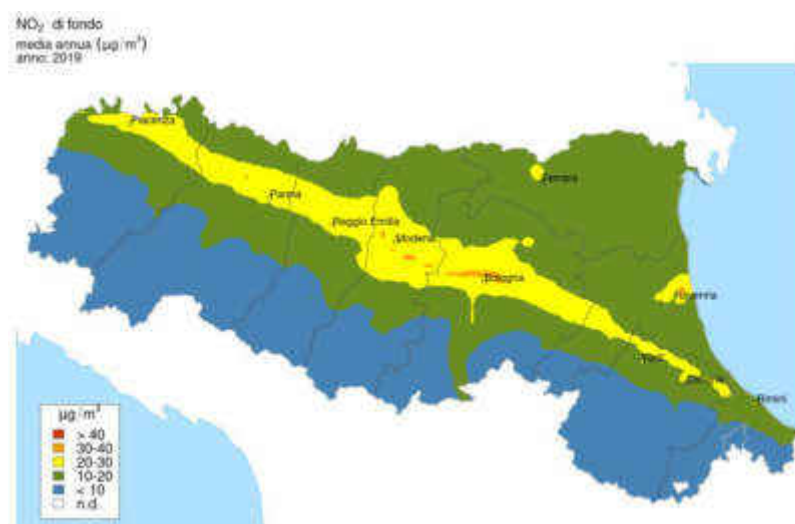 NO₂ di fondo
media annua (µg/m³)
anno: 2019
Piacenza
Parma
Ferrara
Reggio Emilia
Modena
Bologna
Ravenna
Forlì
Rimini
µg/m³
> 40
30-40
20-30
10-20
< 10
n.d.